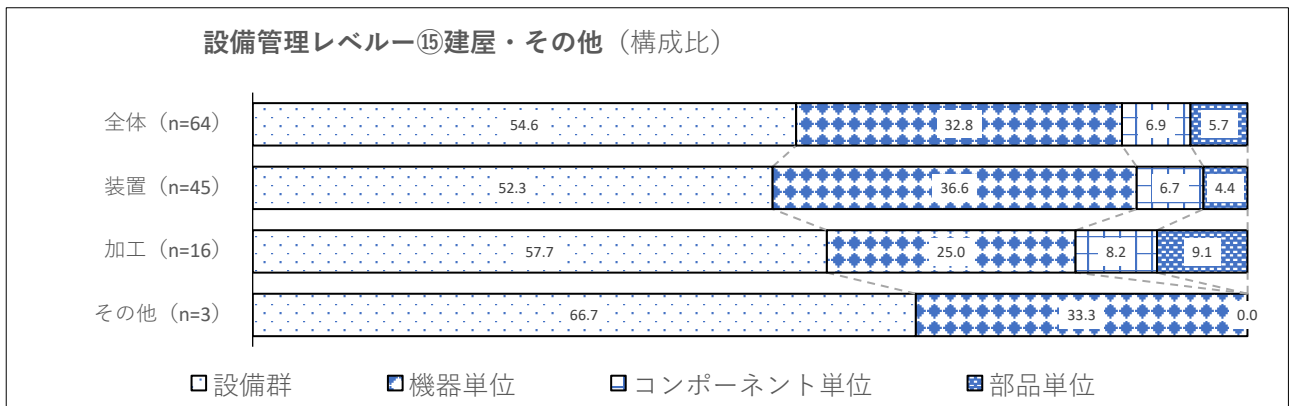 設備管理レベルー⑮建屋・その他（構成比）
全体（n=64） 54.6 32.8 6.9 5.7
装置（n=45） 52.3 36.6 6.7 4.4
加工（n=16） 57.7 25.0 8.2 9.1
その他（n=3） 66.7 33.3 0.0
設備群 機器単位 コンポーネント単位 部品単位